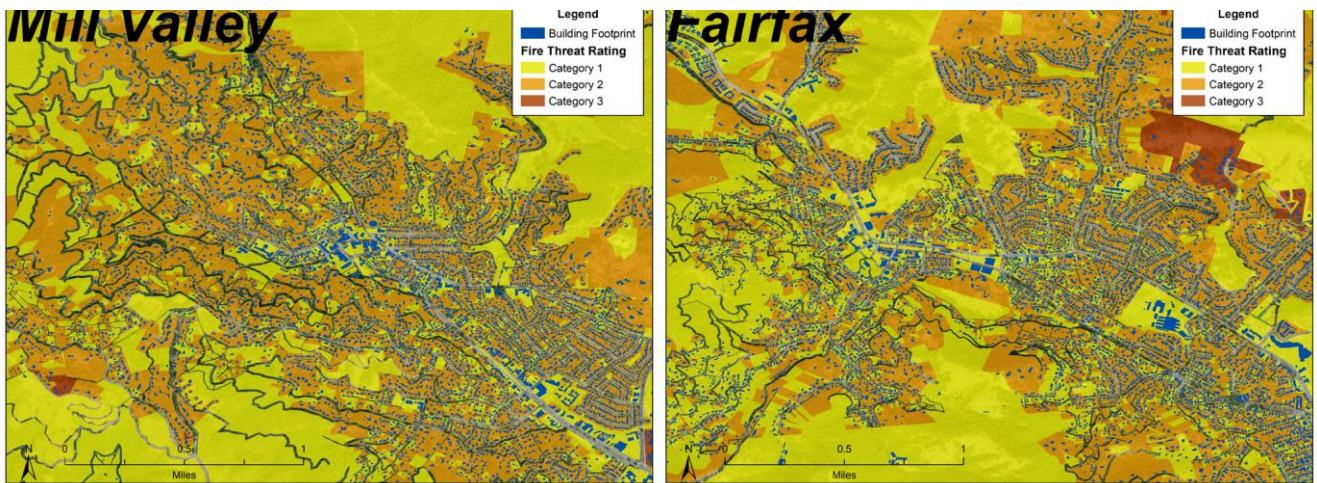 Mill Valley
Legend
Building Footprint
Fire Threat Rating
Category 1
Category 2
Category 3
N
0
0.5
1
Miles
Fairfax
Legend
Building Footprint
Fire Threat Rating
Category 1
Category 2
Category 3
N
0
0.5
1
Miles